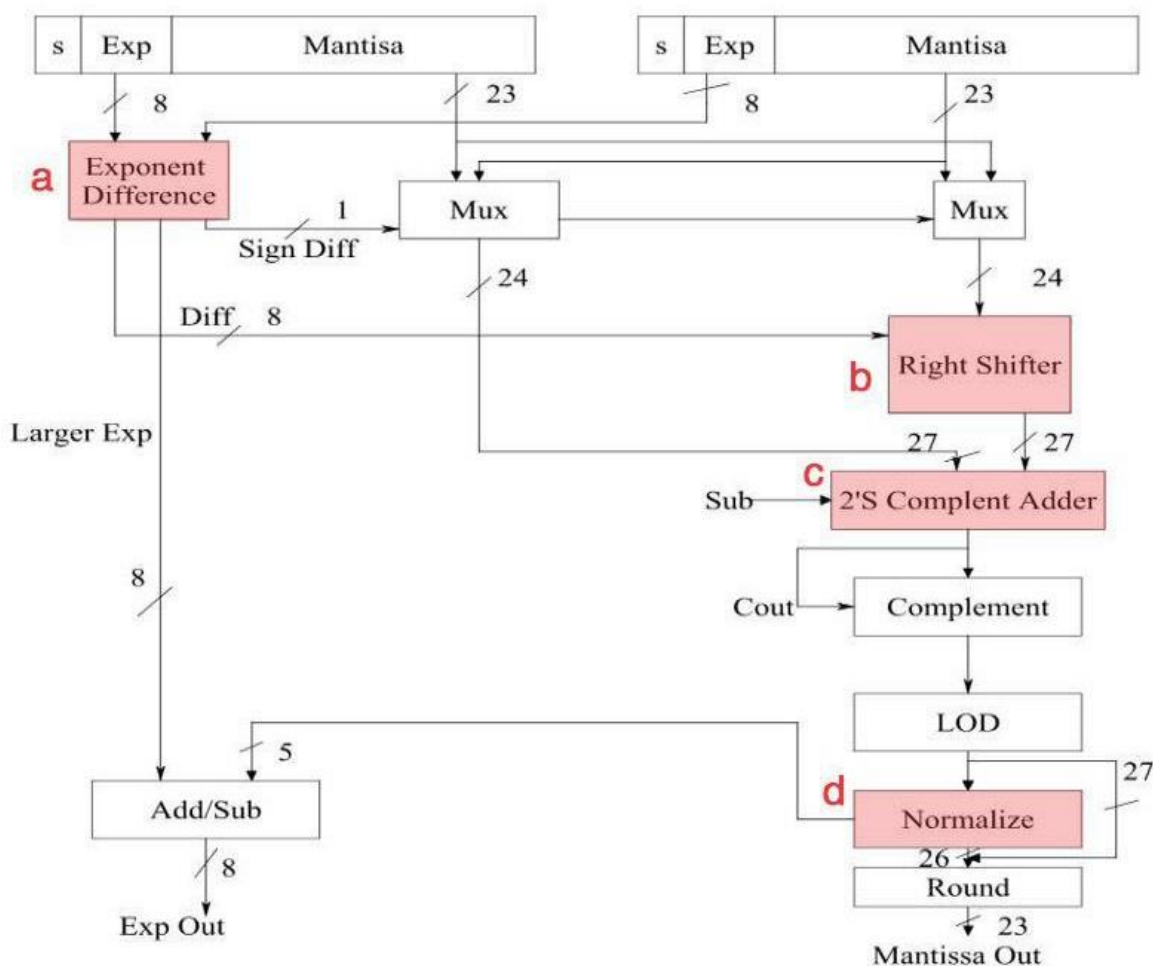 s Exp Mantisa s Exp Mantisa
8 23 8 23
a Exponent
Difference
Mux Mux
1
Sign Diff
24 24
Diff 8
b Right Shifter
Larger Exp
27 27
c
Sub 2'S Complent Adder
8
Cout Complement
LOD
5 27
d
Add/Sub Normalize
26
8 Round
23
Exp Out Mantissa Out